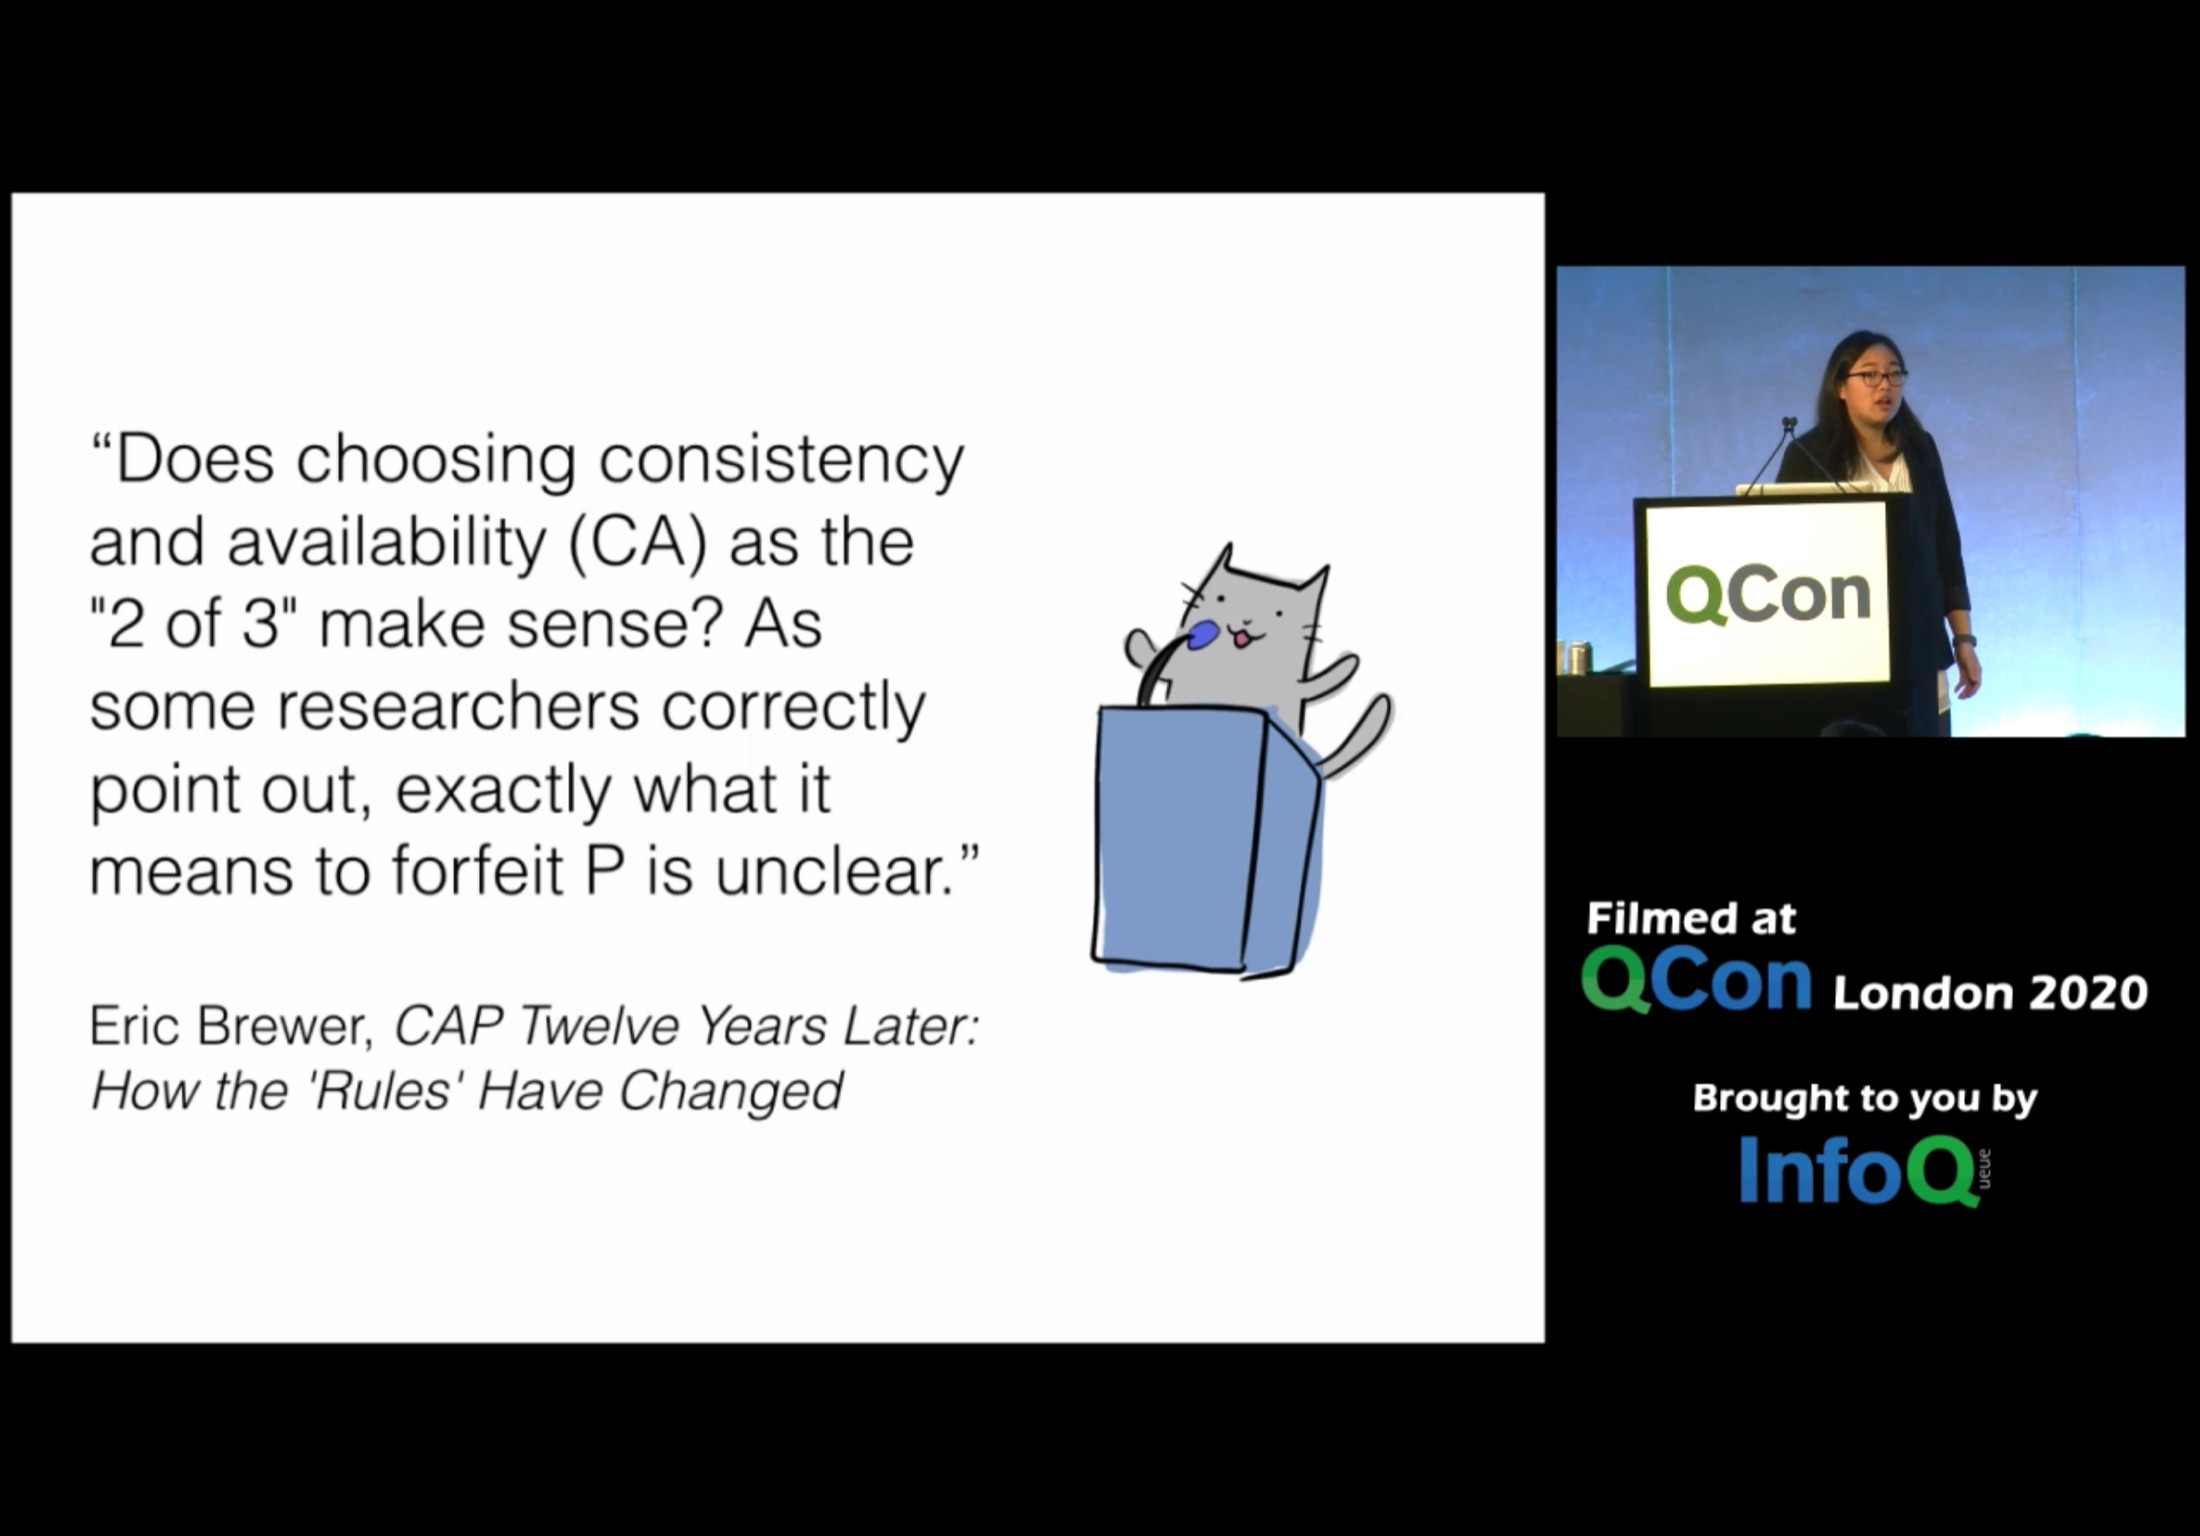 “Does choosing consistency
and availability (CA) as the
"2 of 3" make sense? As
some researchers correctly
point out, exactly what it
means to forfeit P is unclear.”
Eric Brewer, CAP Twelve Years Later:
How the 'Rules' Have Changed
QCon
Filmed at
QCon London 2020
Brought to you by
InfoQ
ueue